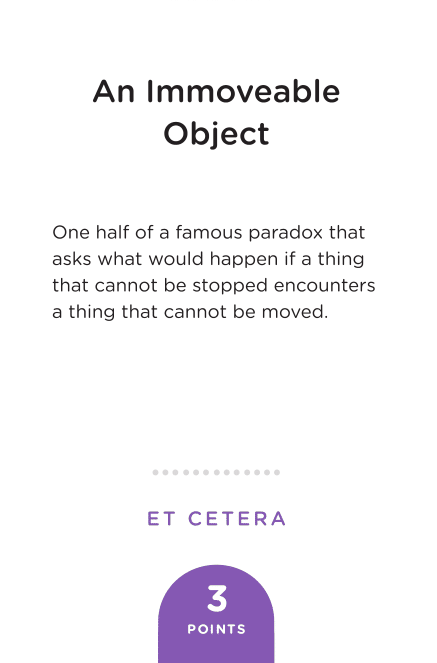 An Immoveable
Object
One half of a famous paradox that
asks what would happen if a thing
that cannot be stopped encounters
a thing that cannot be moved.
ET CETERA
3
POINTS